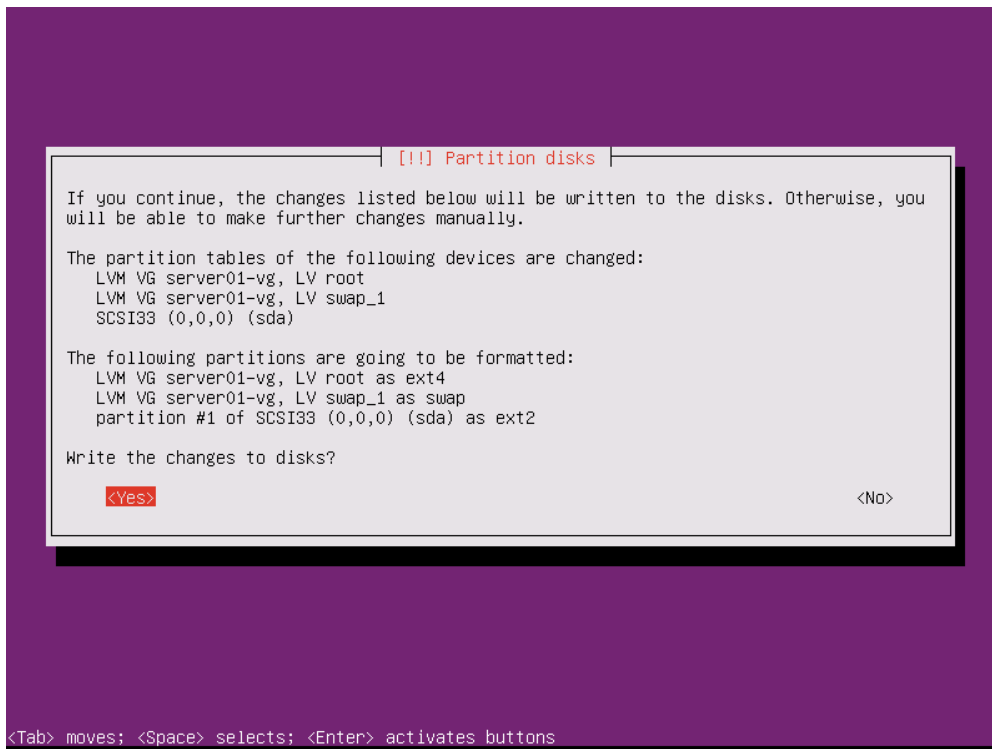 [!!] Partition disks
If you continue, the changes listed below will be written to the disks. Otherwise, you
will be able to make further changes manually.
The partition tables of the following devices are changed:
LVM VG server01-vg, LV root
LVM VG server01-vg, LV swap_1
SCSI33 (0,0,0) (sda)
The following partitions are going to be formatted:
LVM VG server01-vg, LV root as ext4
LVM VG server01-vg, LV swap_1 as swap
partition #1 of SCSI33 (0,0,0) (sda) as ext2
Write the changes to disks?
<Yes> <No>
<Tab> moves; <Space> selects; <Enter> activates buttons